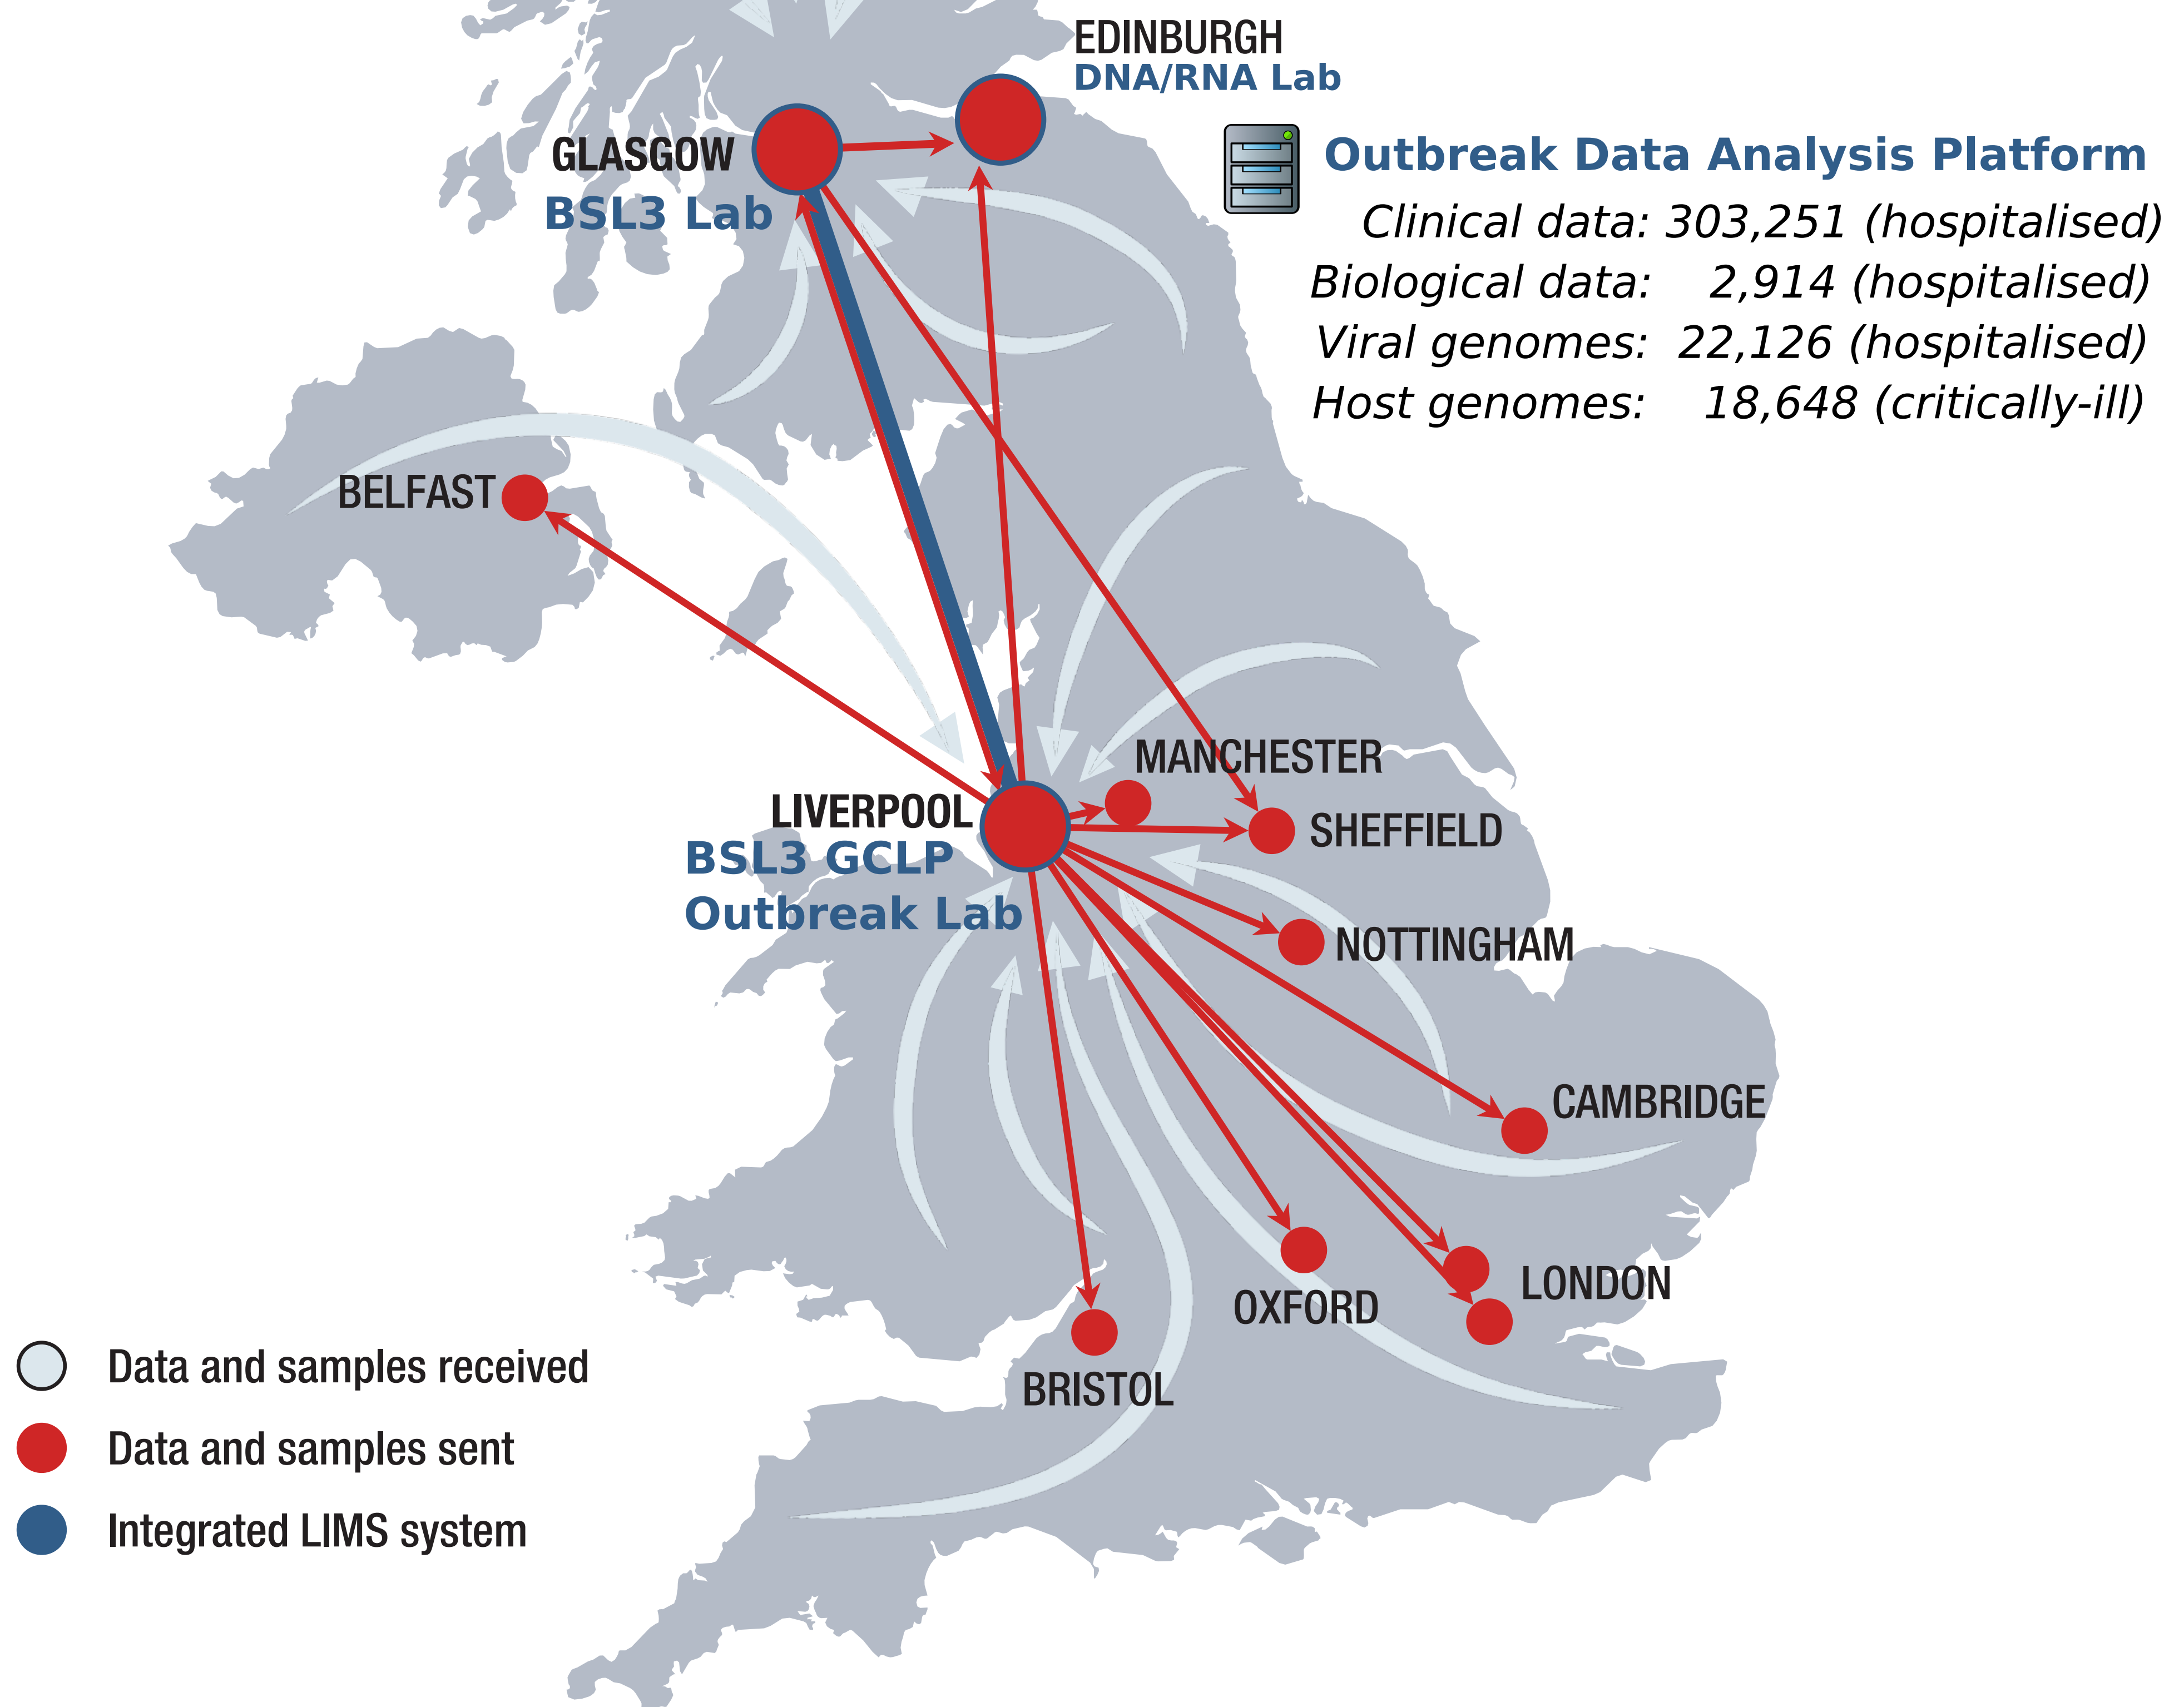 EDINBURGH
DNA/RNA Lab
GLASGOW
BSL3 Lab
Outbreak Data Analysis Platform
Clinical data: 303,251 (hospitalised)
Biological data: 2,914 (hospitalised)
Viral genomes: 22,126 (hospitalised)
Host genomes: 18,648 (critically-ill)
BELFAST
MANCHESTER
LIVERPOOL
BSL3 GCLP
Outbreak Lab
SHEFFIELD
NOTTINGHAM
CAMBRIDGE
LONDON
OXFORD
BRISTOL
Data and samples received
Data and samples sent
Integrated LIMS system